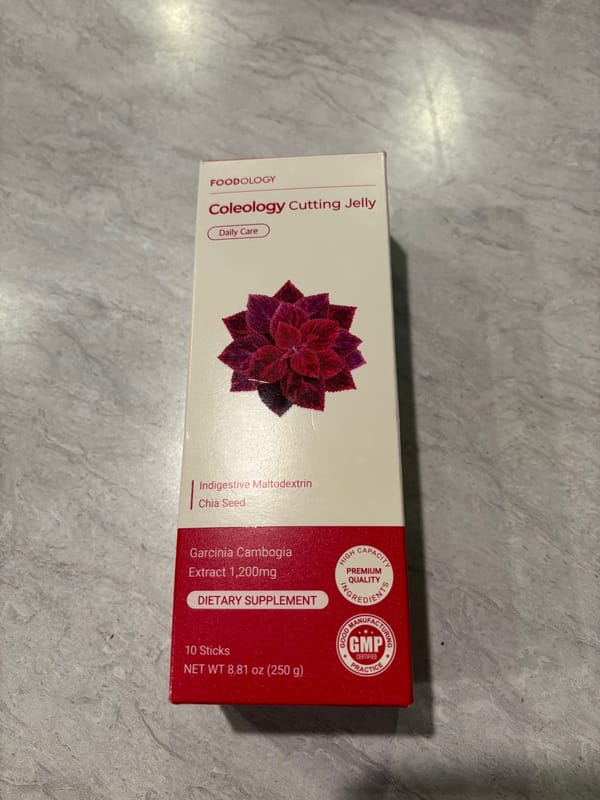 FOODOLOGY
Coleology Cutting Jelly
Daily Care
Indigestive Maltodextrin
Chia Seed
Garcinia Cambogia
Extract 1,200mg
DIETARY SUPPLEMENT
10 Sticks
NET WT 8.81 oz (250 g)
HIGH CAPACITY
PREMIUM
QUALITY
INGREDIENTS
GOOD MANUFACTURING
GMP
CERTIFIED
PRACTICE